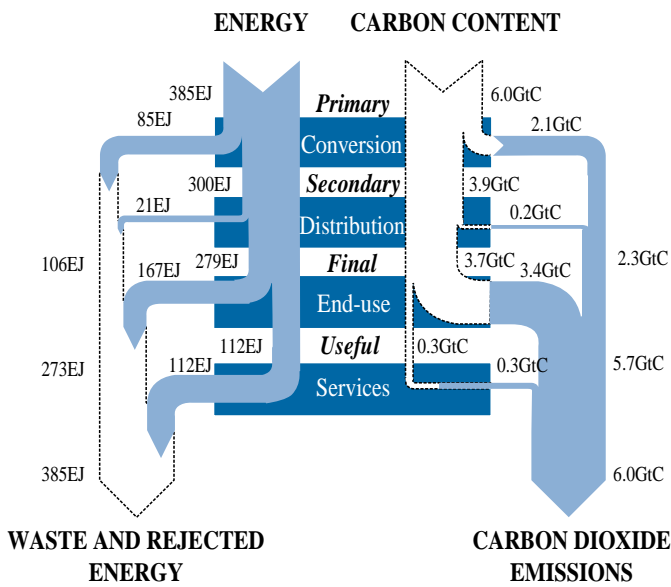 ENERGY
CARBON CONTENT
385EJ
Primary
6.0GtC
85EJ
2.1GtC
Conversion
300EJ
Secondary
3.9GtC
21EJ
0.2GtC
Distribution
106EJ
167EJ
279EJ
Final
3.7GtC
3.4GtC
2.3GtC
End-use
112EJ
Useful
0.3GtC
273EJ
112EJ
0.3GtC
5.7GtC
Services
385EJ
6.0GtC
WASTE AND REJECTED
ENERGY
CARBON DIOXIDE
EMISSIONS